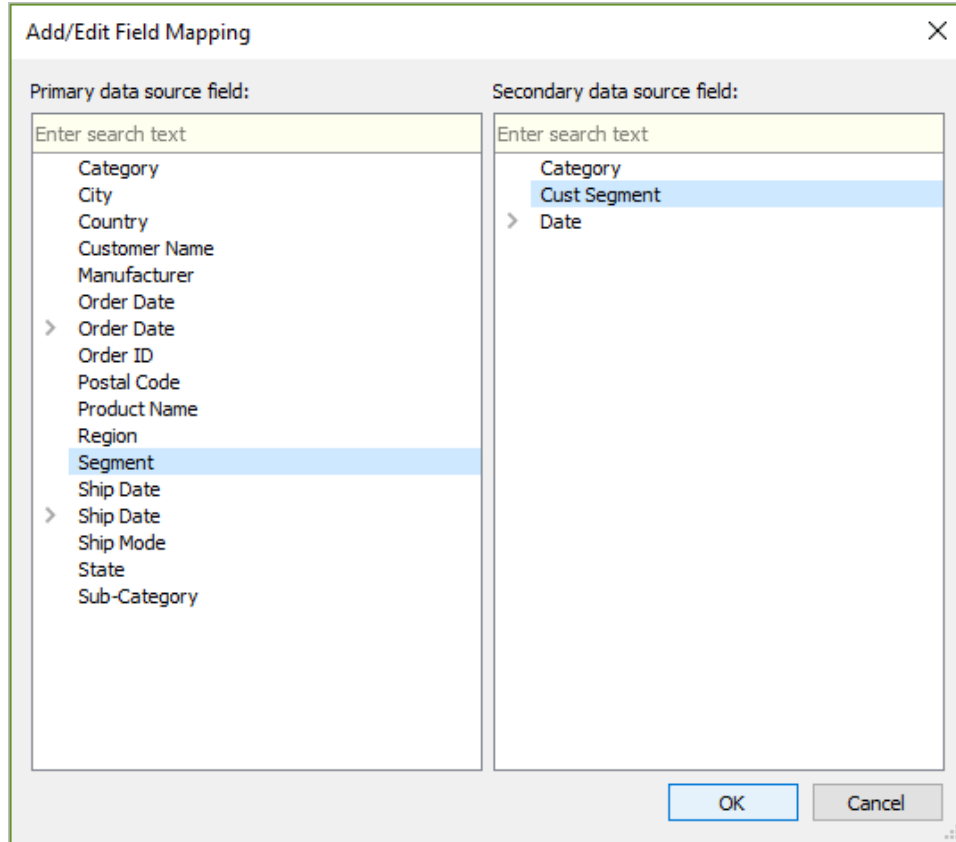 Add/Edit Field Mapping
Primary data source field:
Enter search text
Category
City
Country
Customer Name
Manufacturer
Order Date
Order Date
Order ID
Postal Code
Product Name
Region
Segment
Ship Date
Ship Date
Ship Mode
State
Sub-Category
Secondary data source field:
Enter search text
Category
Cust Segment
Date
OK
Cancel